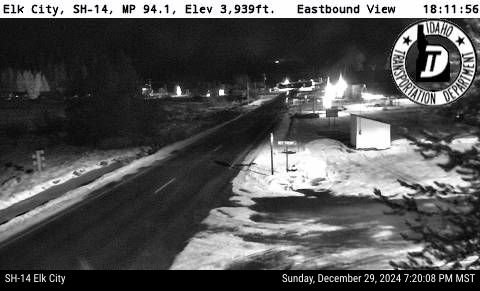 Elk City, SH-14, MP 94.1, Elev 3,939ft. Eastbound View 18:11:56
IDAHO
TRANSPORTATION DEPARTMENT
SH-14 Elk City Sunday, December 29, 2024 7:20:08 PM MST